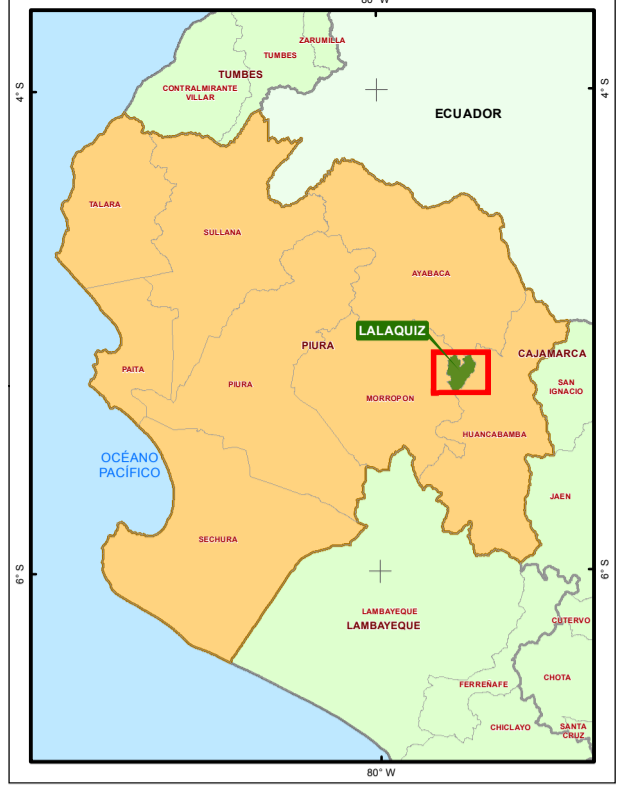 80° W
ZARUMILLA
TUMBES
TUMBES
CONTRALMIRANTE
VILLAR
4° S
4° S
ECUADOR
TALARA
SULLANA
AYABACA
LALAQUIZ
PIURA
CAJAMARCA
PAITA
PIURA
MORROPON
SAN
IGNACIO
HUANCABAMBA
OCÉANO
PACÍFICO
JAEN
SECHURA
6° S
6° S
LAMBAYEQUE
LAMBAYEQUE
CUTERVO
FERREÑAFE
CHOTA
CHICLAYO
SANTA
CRUZ
80° W